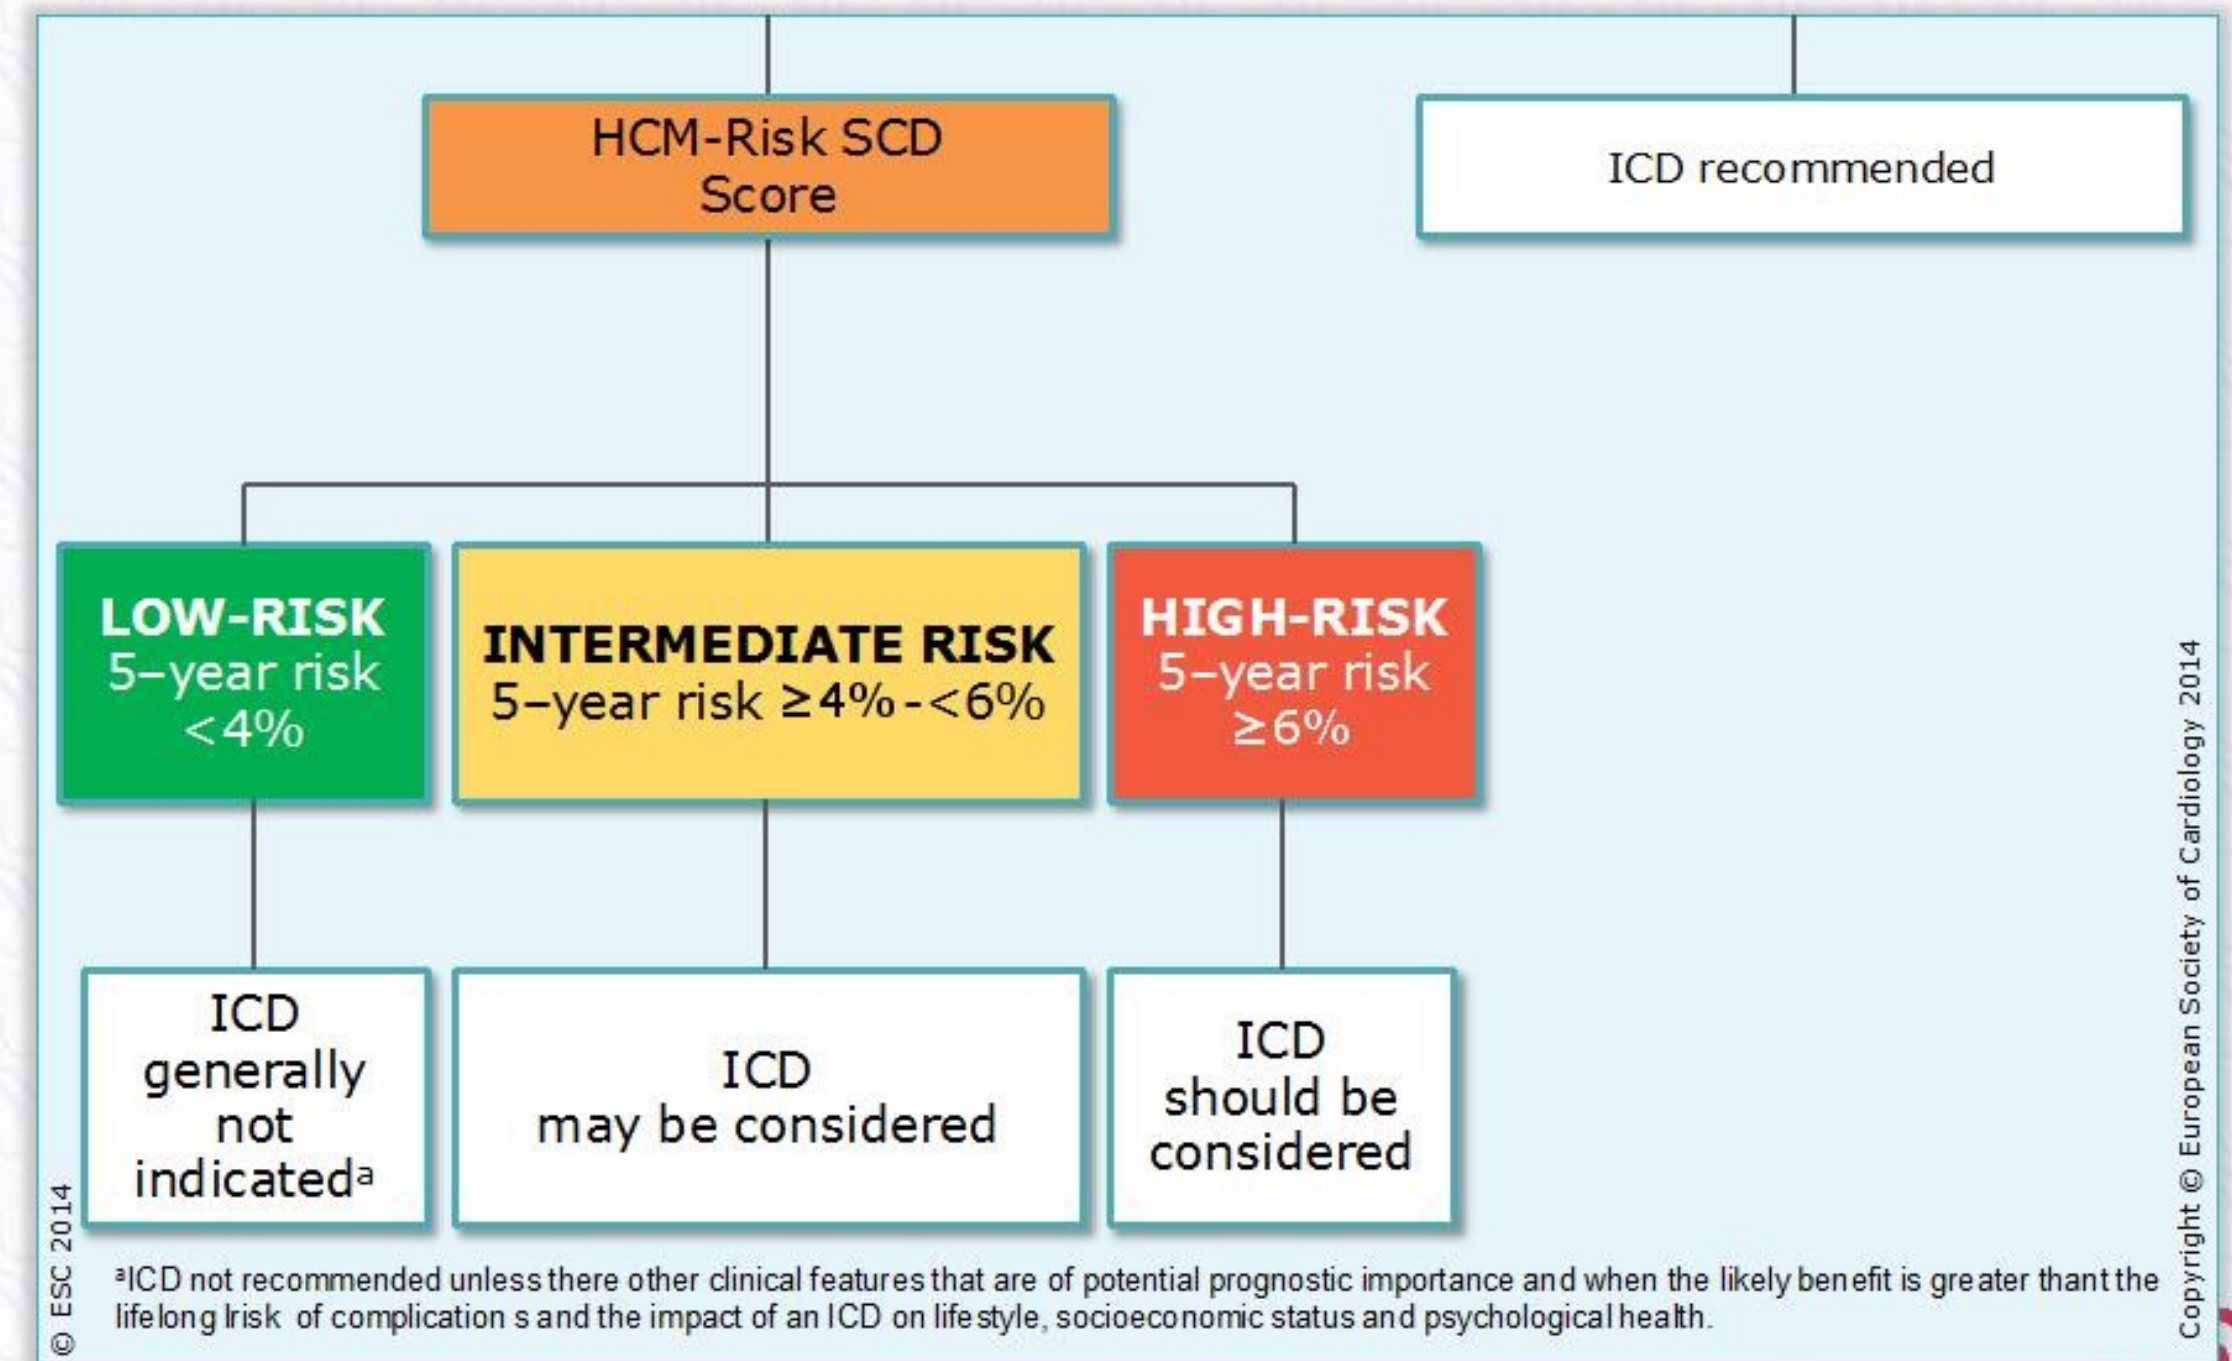 HCM-Risk SCD
Score
ICD recommended
LOW-RISK
5–year risk
<4%
INTERMEDIATE RISK
5–year risk ≥4%-<6%
HIGH-RISK
5–year risk
≥6%
ICD
generally
not
indicatedᵃ
ICD
may be considered
ICD
should be
considered
ᵃICD not recommended unless there other clinical features that are of potential prognostic importance and when the likely benefit is greater thant the
lifelong lrisk of complication s and the impact of an ICD on lifestyle, socioeconomic status and psychological health.
© ESC 2014
Copyright © European Society of Cardiology 2014